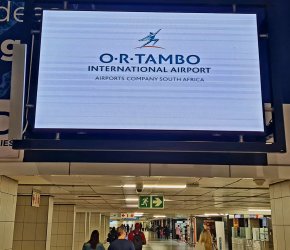 O·R·TAMBO
INTERNATIONAL AIRPORT
AIRPORTS COMPANY SOUTH AFRICA